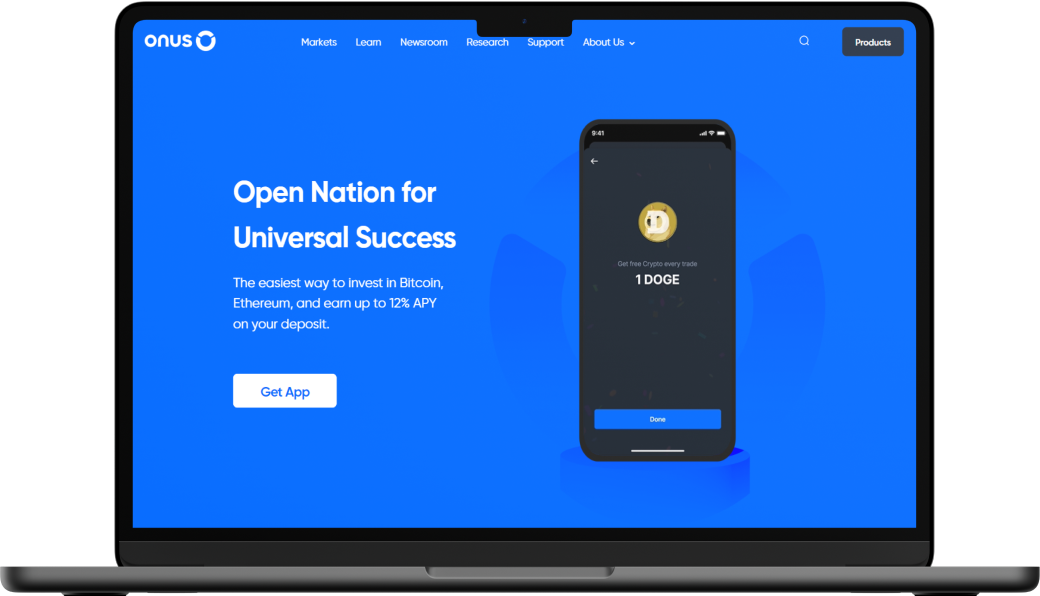 onus
Markets Learn Newsroom Research Support About Us
Products
Open Nation for
Universal Success
The easiest way to invest in Bitcoin,
Ethereum, and earn up to 12% APY
on your deposit.
Get App
9:41
D
Get free Crypto every trade
1 DOGE
Done